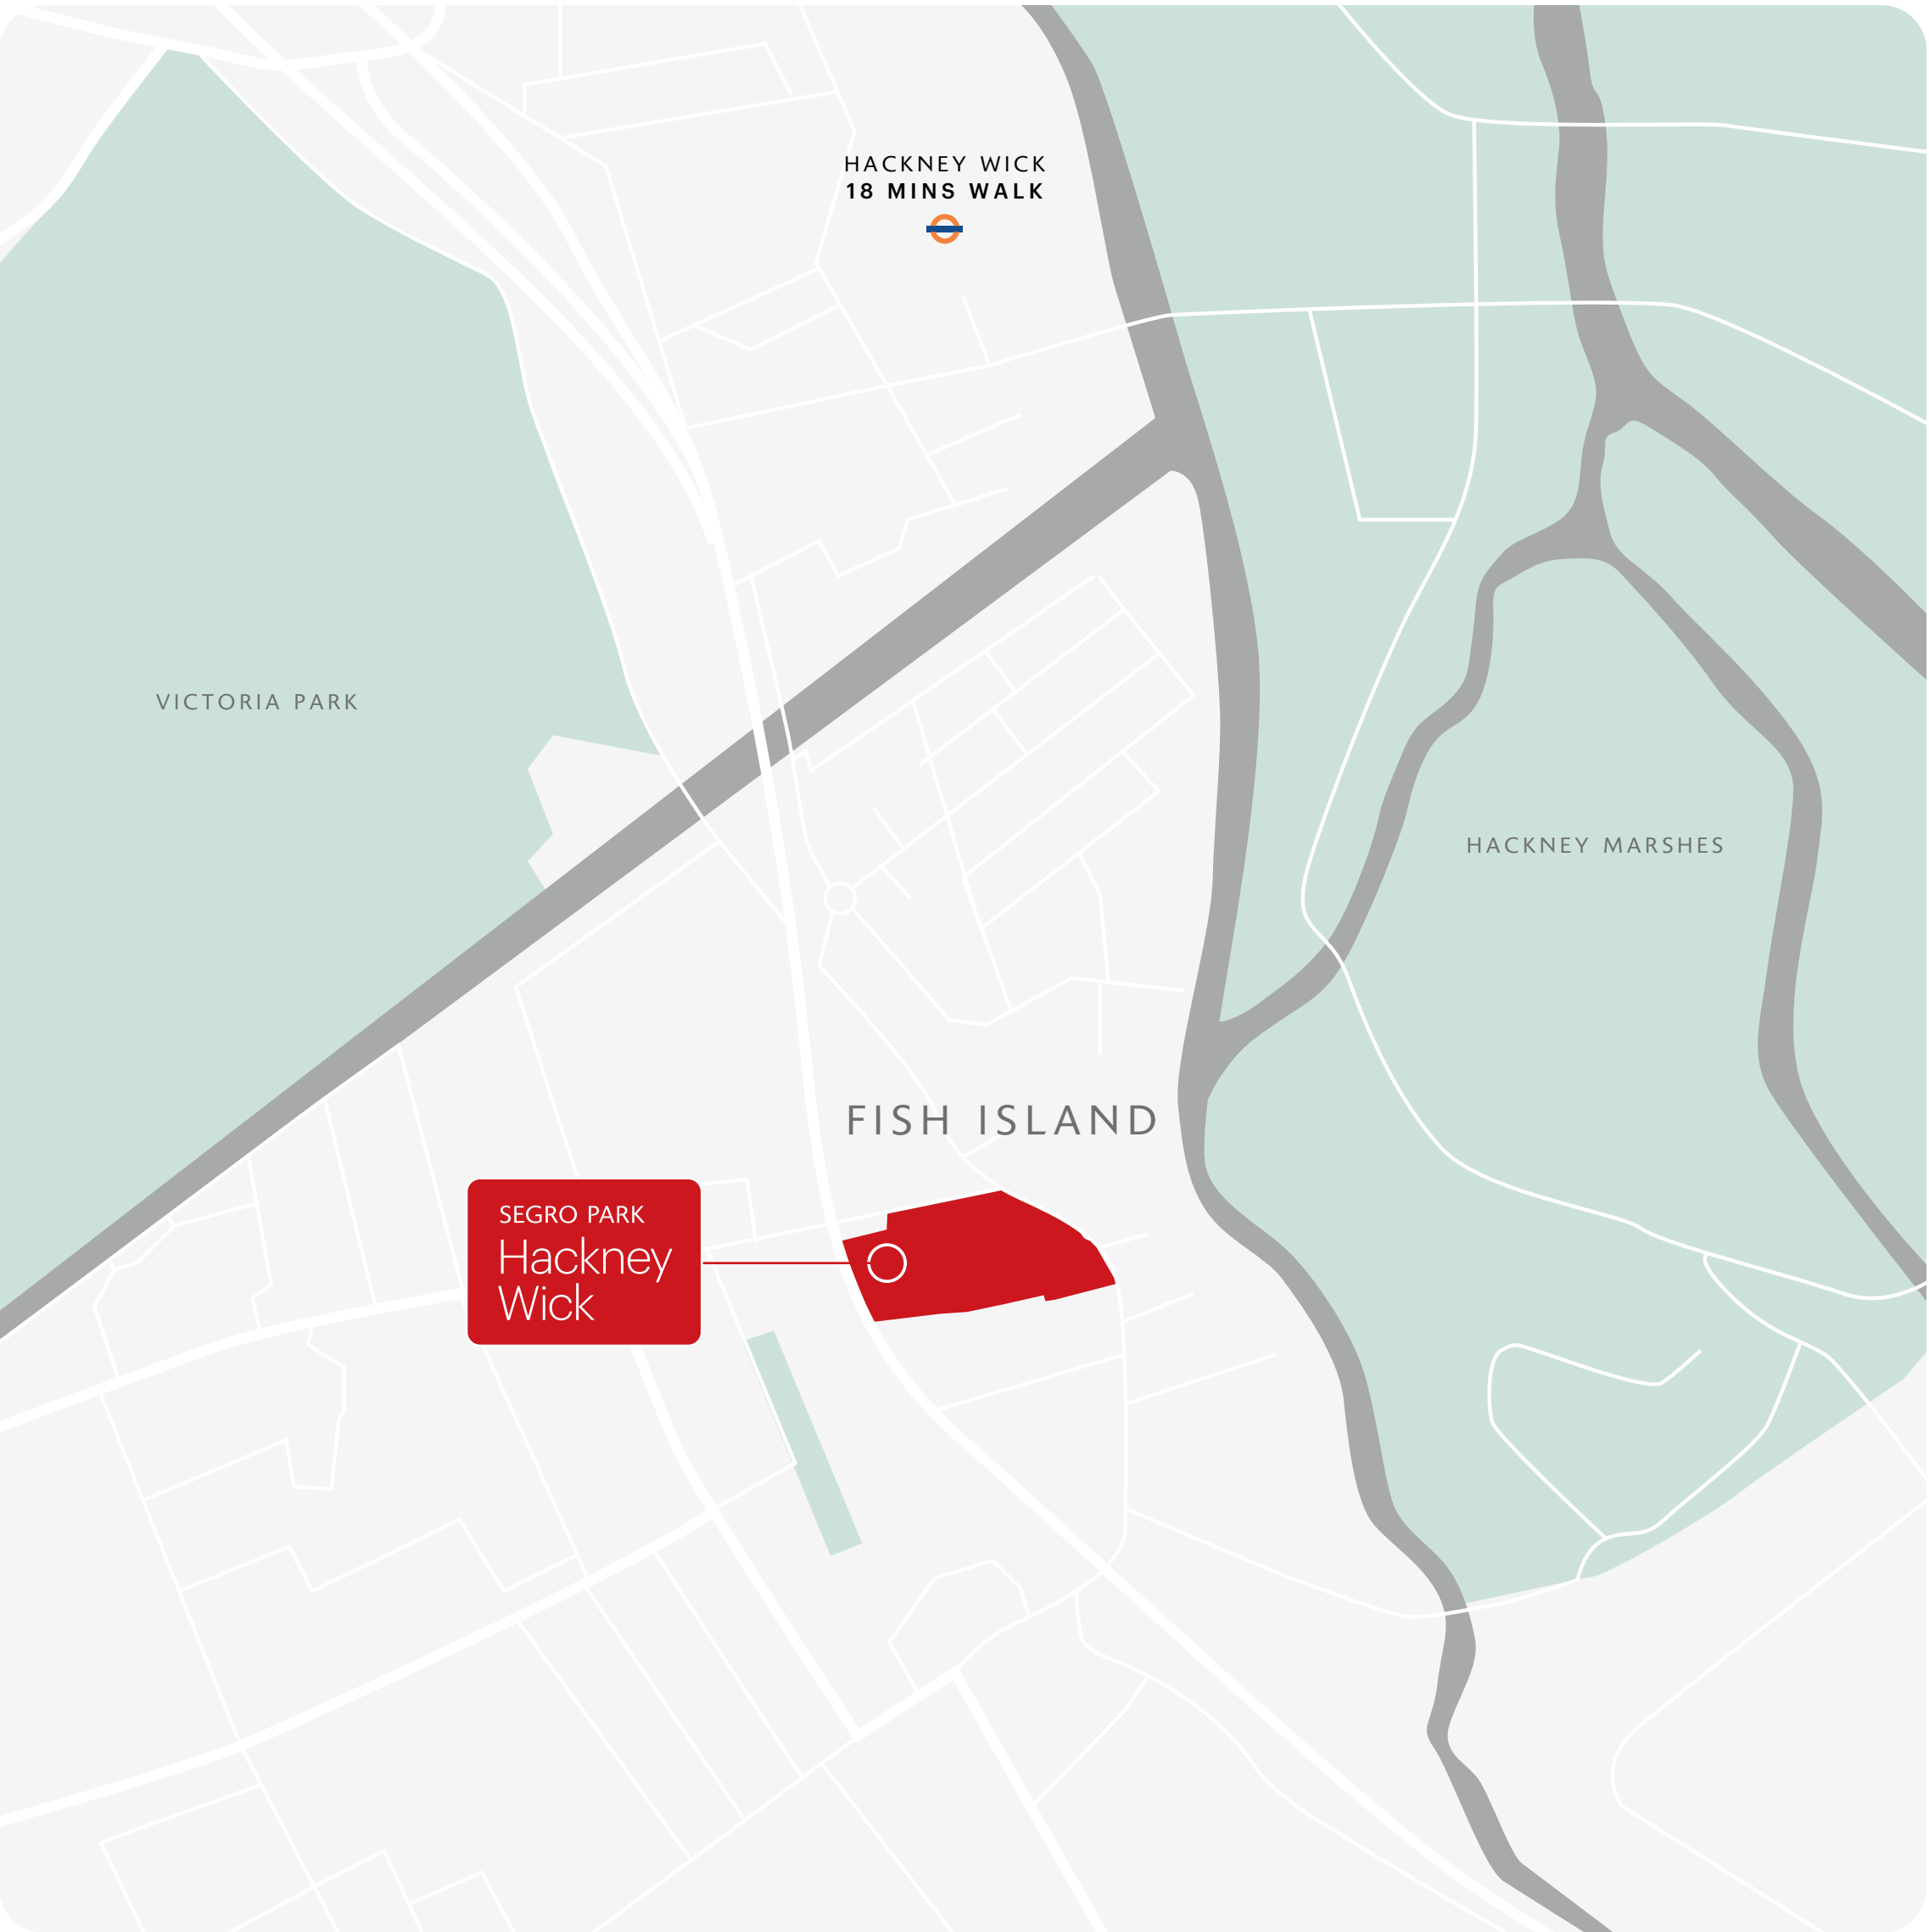 HACKNEY WICK
18 MINS WALK
VICTORIA PARK
HACKNEY MARSHES
FISH ISLAND
SEGRO PARK
Hackney
Wick